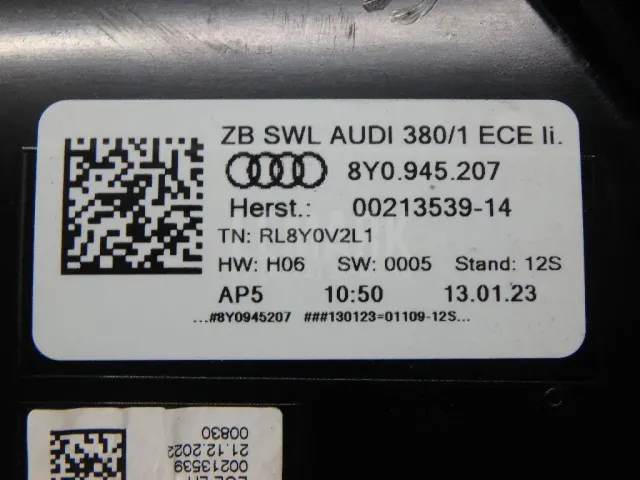 ZB SWL AUDI 380/1 ECE li.
8Y0.945.207
Herst.: 00213539-14
TN: RL8Y0V2L1
HW: H06 SW: 0005 Stand: 12S
AP5 10:50 13.01.23
...#8Y0945207 ###130123=01109-12S...
00830
21.12.2022
00213539